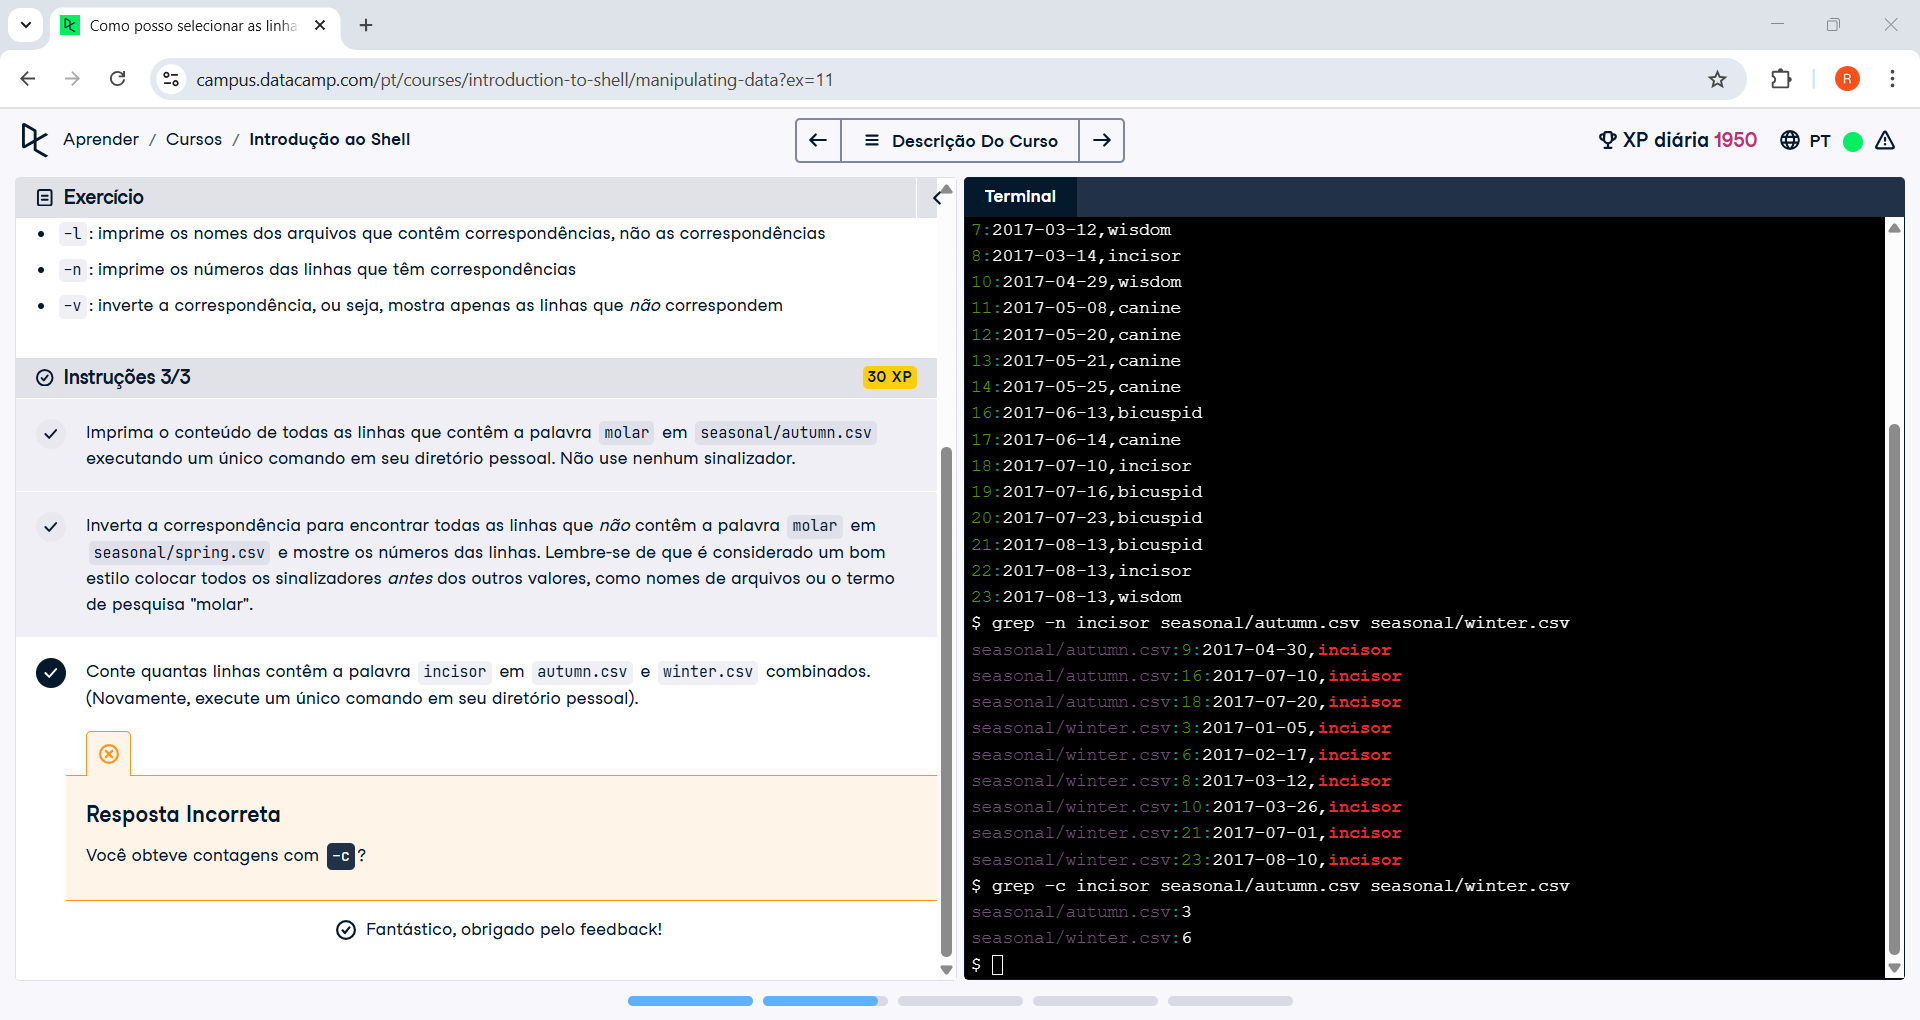 Como posso selecionar as linha
campus.datacamp.com/pt/courses/introduction-to-shell/manipulating-data?ex=11
R
Aprender / Cursos / Introdução ao Shell
Descrição Do Curso
XP diária 1950
PT
Exercício
-l : imprime os nomes dos arquivos que contêm correspondências, não as correspondências
-n : imprime os números das linhas que têm correspondências
-v : inverte a correspondência, ou seja, mostra apenas as linhas que não correspondem
Instruções 3/3
30 XP
Imprima o conteúdo de todas as linhas que contêm a palavra molar em seasonal/autumn.csv
executando um único comando em seu diretório pessoal. Não use nenhum sinalizador.
Inverta a correspondência para encontrar todas as linhas que não contêm a palavra molar em
seasonal/spring.csv e mostre os números das linhas. Lembre-se de que é considerado um bom
estilo colocar todos os sinalizadores antes dos outros valores, como nomes de arquivos ou o termo
de pesquisa "molar".
Conte quantas linhas contêm a palavra incisor em autumn.csv e winter.csv combinados.
(Novamente, execute um único comando em seu diretório pessoal).
Resposta Incorreta
Você obteve contagens com -c ?
Fantástico, obrigado pelo feedback!
Terminal
7:2017-03-12,wisdom
8:2017-03-14,incisor
10:2017-04-29,wisdom
11:2017-05-08,canine
12:2017-05-20,canine
13:2017-05-21,canine
14:2017-05-25,canine
16:2017-06-13,bicuspid
17:2017-06-14,canine
18:2017-07-10,incisor
19:2017-07-16,bicuspid
20:2017-07-23,bicuspid
21:2017-08-13,bicuspid
22:2017-08-13,incisor
23:2017-08-13,wisdom
$ grep -n incisor seasonal/autumn.csv seasonal/winter.csv
seasonal/autumn.csv:9:2017-04-30,incisor
seasonal/autumn.csv:16:2017-07-10,incisor
seasonal/autumn.csv:18:2017-07-20,incisor
seasonal/winter.csv:3:2017-01-05,incisor
seasonal/winter.csv:6:2017-02-17,incisor
seasonal/winter.csv:8:2017-03-12,incisor
seasonal/winter.csv:10:2017-03-26,incisor
seasonal/winter.csv:21:2017-07-01,incisor
seasonal/winter.csv:23:2017-08-10,incisor
$ grep -c incisor seasonal/autumn.csv seasonal/winter.csv
seasonal/autumn.csv:3
seasonal/winter.csv:6
$